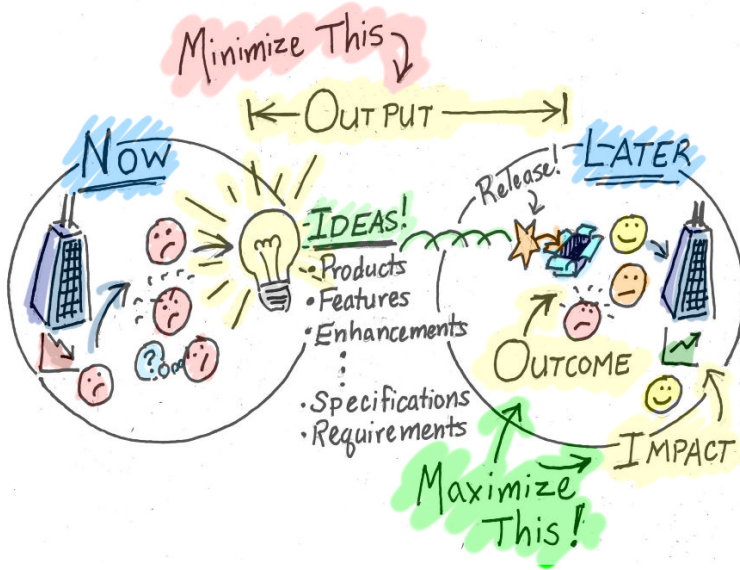 Minimize This
OUTPUT
NOW
LATER
Release!
IDEAS!
• Products
• Features
• Enhancements
• Specifications
• Requirements
?
OUTCOME
IMPACT
Maximize
This!